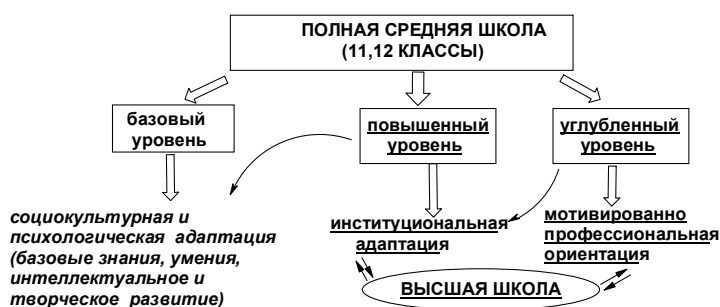 ПОЛНАЯ СРЕДНЯЯ ШКОЛА
(11,12 КЛАССЫ)
базовый
уровень
повышенный
уровень
углубленный
уровень
социокультурная и
психологическая адаптация
(базовые знания, умения,
интеллектуальное и
творческое развитие)
институциональная
адаптация
мотивированно
профессиональная
ориентация
ВЫСШАЯ ШКОЛА